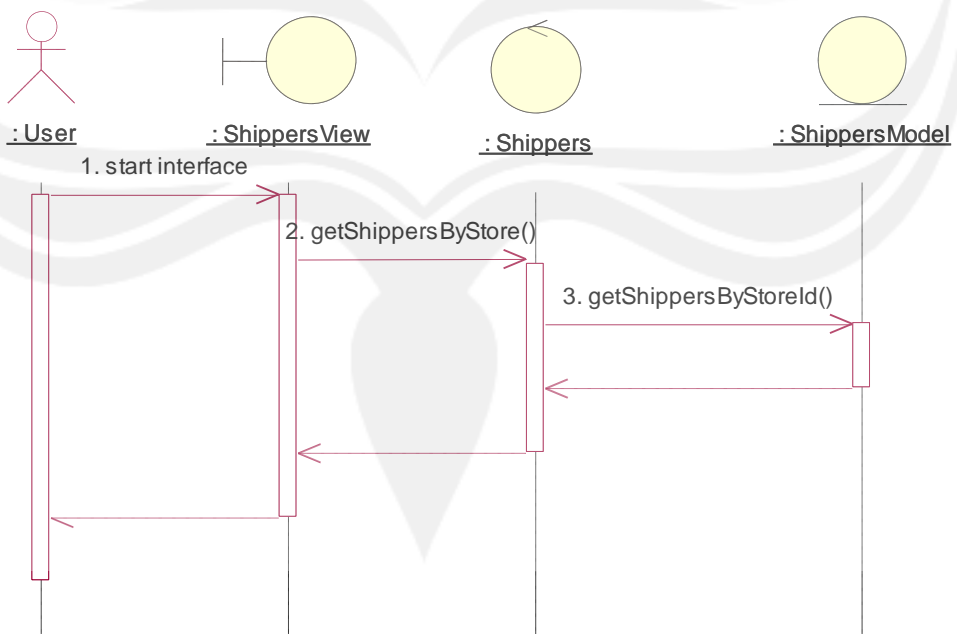 : User
: ShippersView
: Shippers
: ShippersModel
1. start interface
2. getShippersByStore()
3. getShippersByStoreId()